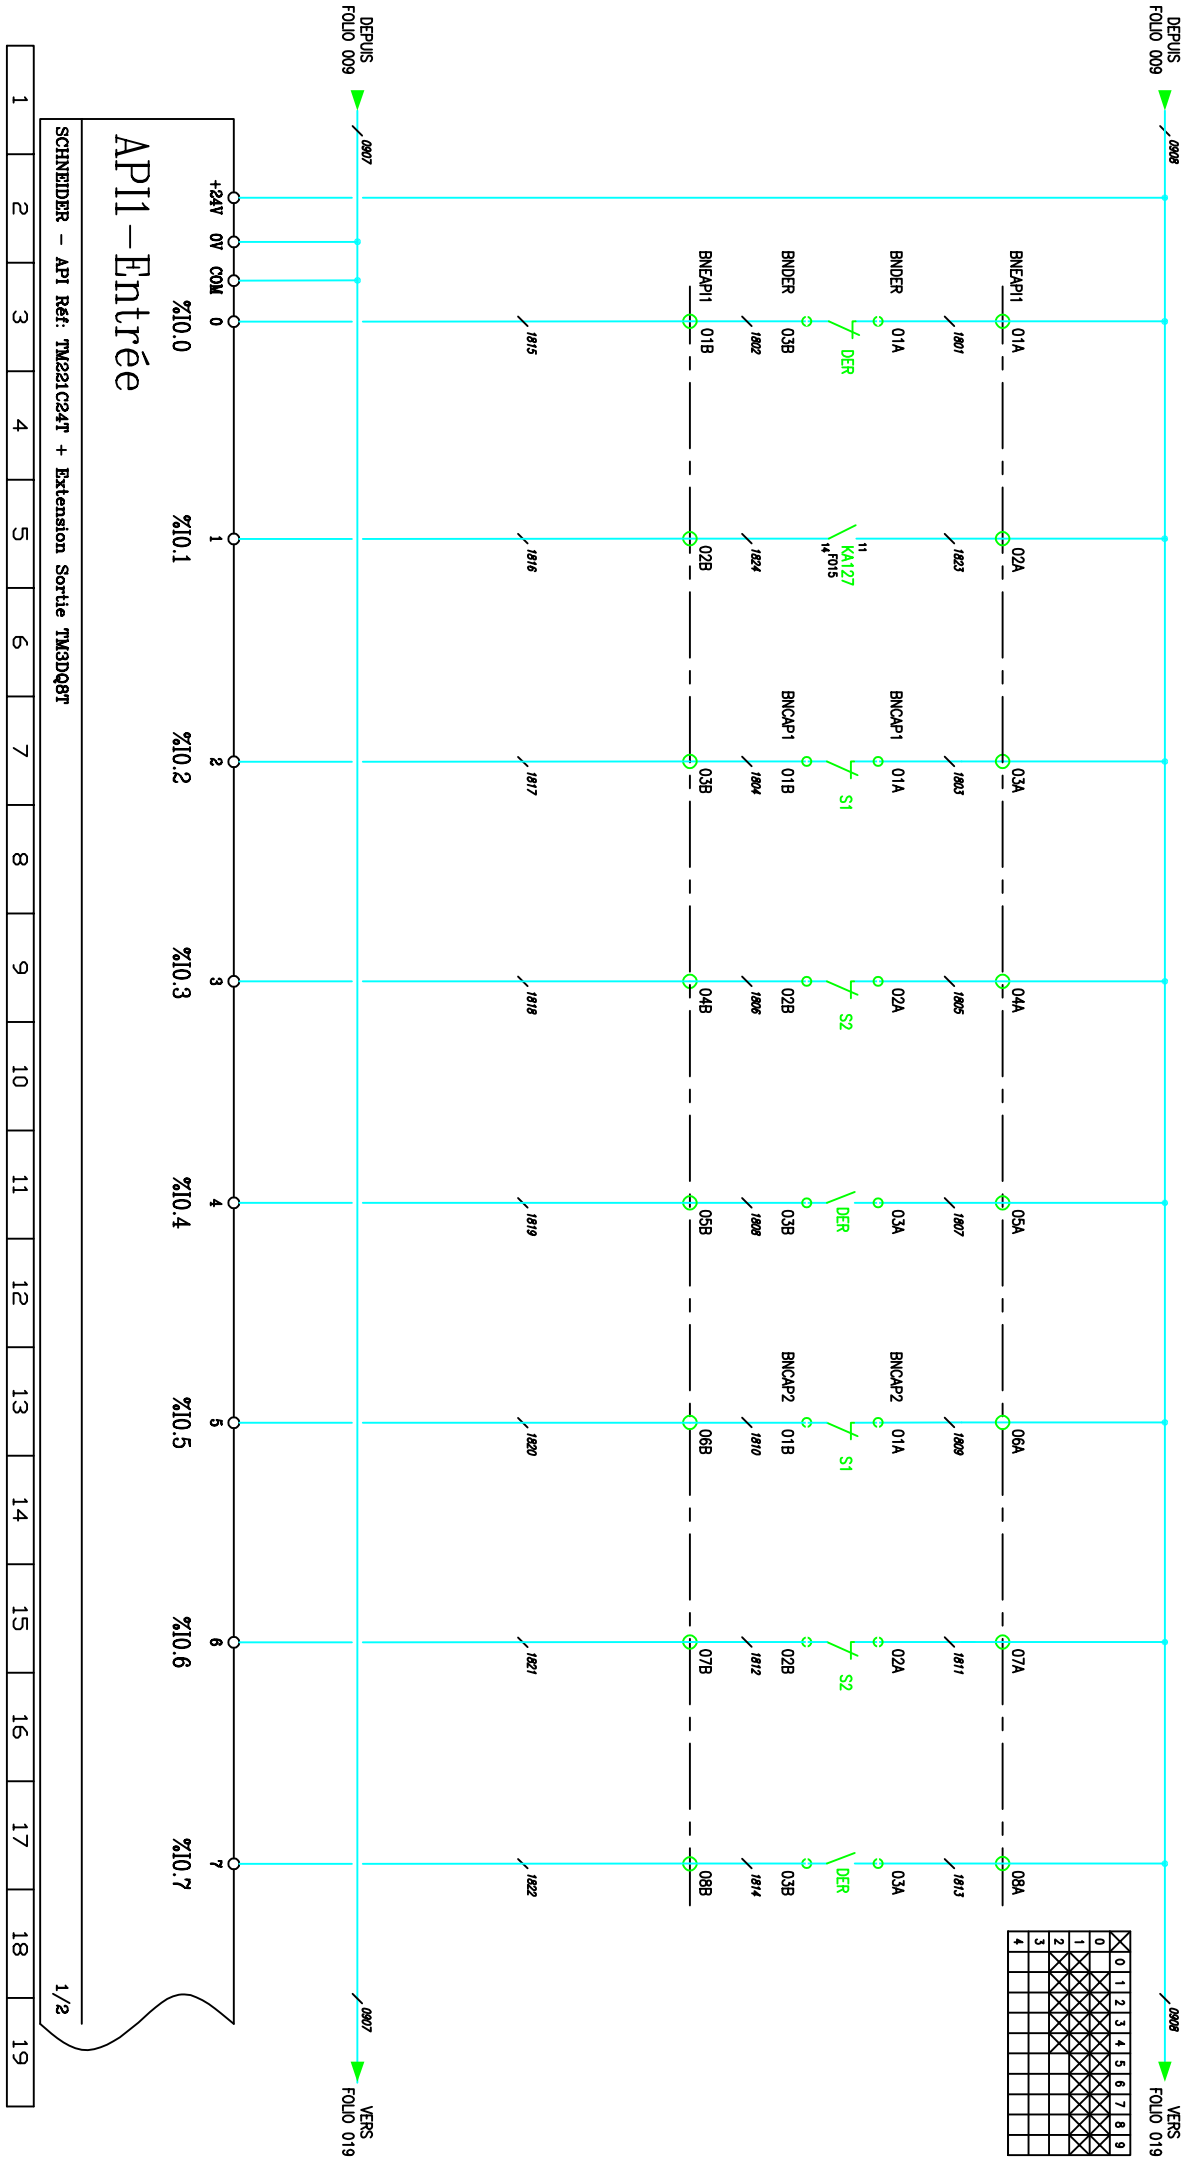 DEPUIS
FOLIO 009
0908
0908
VERS
FOLIO 019
0 1 2 3 4 5 6 7 8 9
0
1
2
3
4
BNEAPI1
01A 02A 03A 04A 05A 06A 07A 08A
1801 1823 1803 1805 1807 1809 1811 1813
BNDER 01A
BNCAP1 01A
02A
03A
BNCAP2 01A
02A
03A
DER
11
KA127
F015
14
S1
S2
DER
S1
S2
DER
BNDER 03B
BNCAP1 01B
02B
03B
BNCAP2 01B
02B
03B
1802 1824 1804 1806 1808 1810 1812 1814
BNEAPI1
01B 02B 03B 04B 05B 06B 07B 08B
1815 1816 1817 1818 1819 1820 1821 1822
DEPUIS
FOLIO 009
0907
0907
VERS
FOLIO 019
+24V 0V COM 0 1 2 3 4 5 6 7
%I0.0 %I0.1 %I0.2 %I0.3 %I0.4 %I0.5 %I0.6 %I0.7
API1-Entrée
SCHNEIDER - API Réf: TM221C24T + Extension Sortie TM3DQ8T
1/2
1 2 3 4 5 6 7 8 9 10 11 12 13 14 15 16 17 18 19